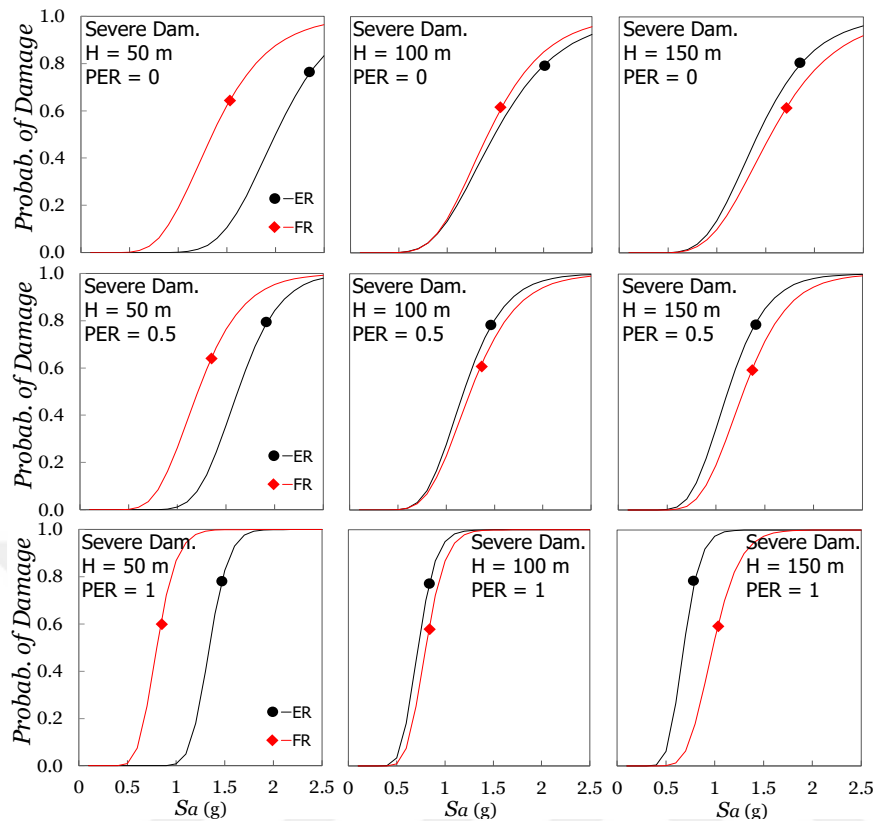 Probab. of Damage
1.0
0.8
0.6
0.4
0.2
0.0
Severe Dam.
H = 50 m
PER = 0
ER
FR
Severe Dam.
H = 100 m
PER = 0
Severe Dam.
H = 150 m
PER = 0
Probab. of Damage
1.0
0.8
0.6
0.4
0.2
0.0
Severe Dam.
H = 50 m
PER = 0.5
ER
FR
Severe Dam.
H = 100 m
PER = 0.5
Severe Dam.
H = 150 m
PER = 0.5
Probab. of Damage
1.0
0.8
0.6
0.4
0.2
0.0
Severe Dam.
H = 50 m
PER = 1
ER
FR
Severe Dam.
H = 100 m
PER = 1
Severe Dam.
H = 150 m
PER = 1
0 0.5 1 1.5 2 2.5
0 0.5 1 1.5 2 2.5
0 0.5 1 1.5 2 2.5
Sa (g)
Sa (g)
Sa (g)